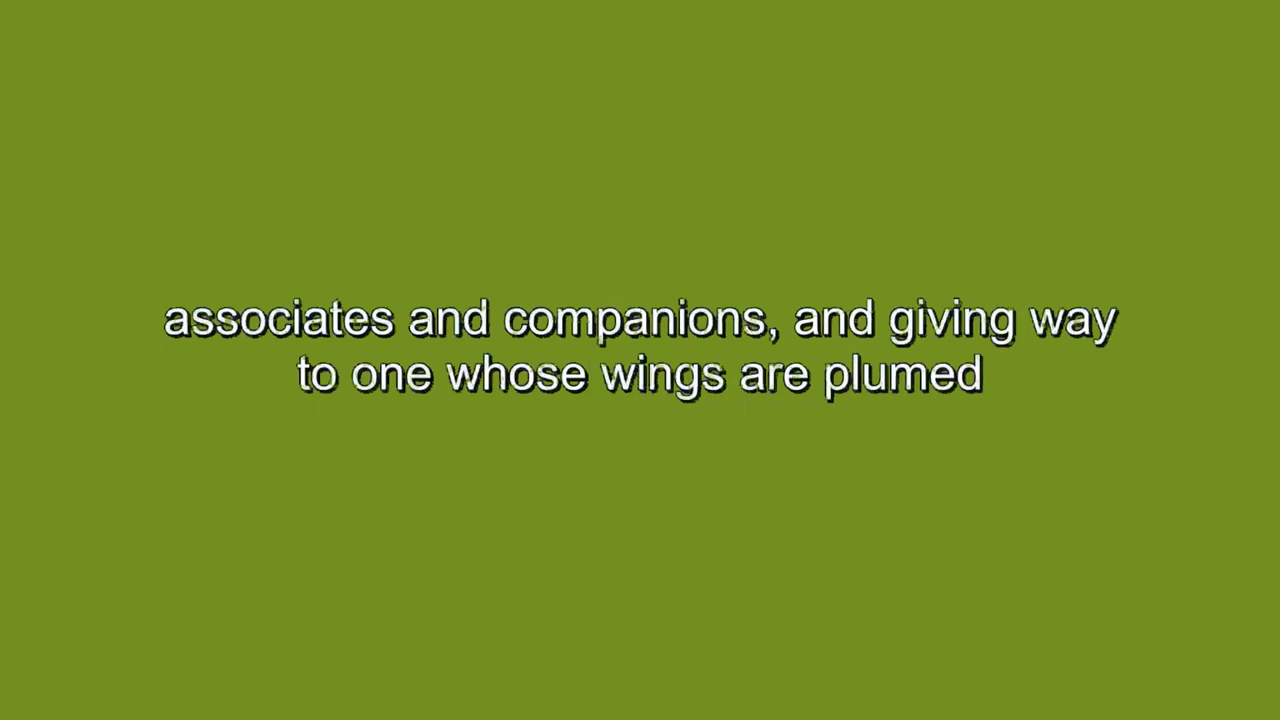 associates and companions, and giving way
to one whose wings are plumed